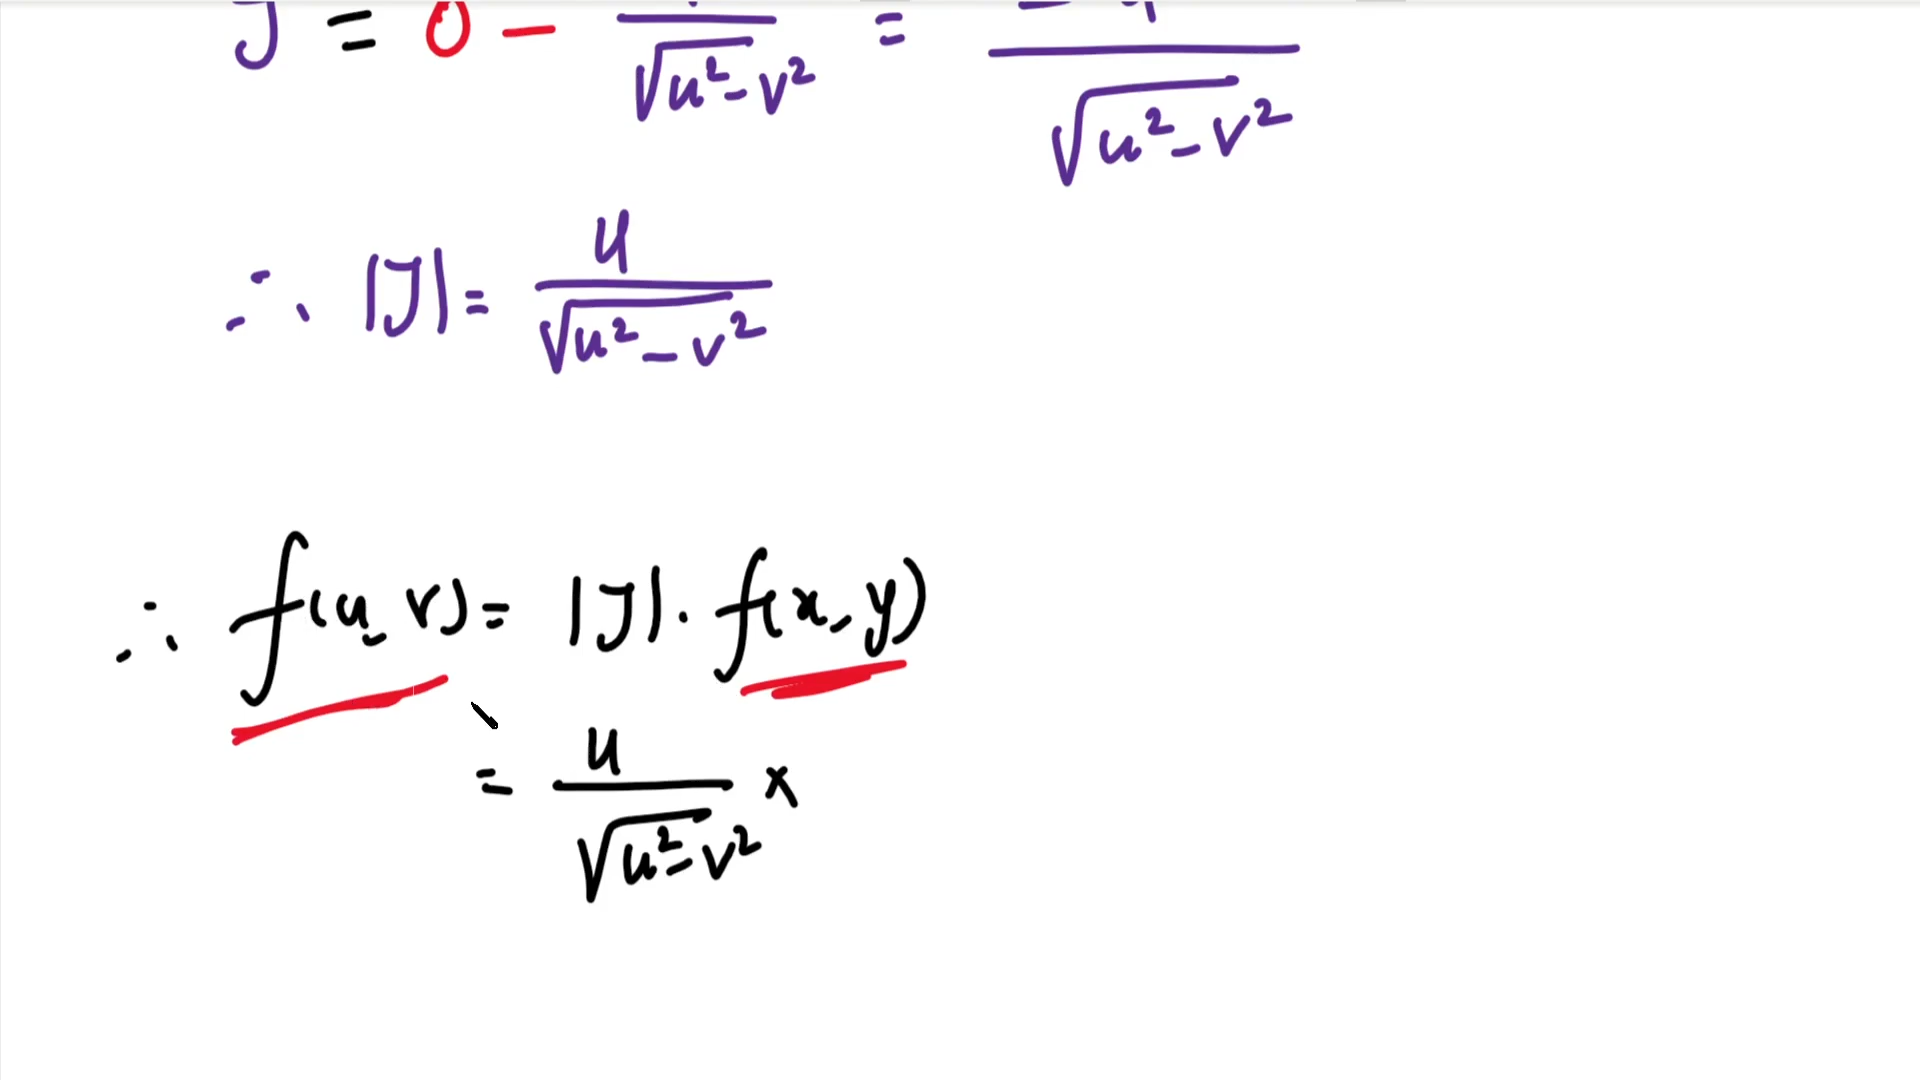 J = 0 - / √u²-v² = / √u²-v²
∴ |J| = u / √u²-v²
∴ f(u, v) = |J| · f(x, y)
= u / √u²-v² ×